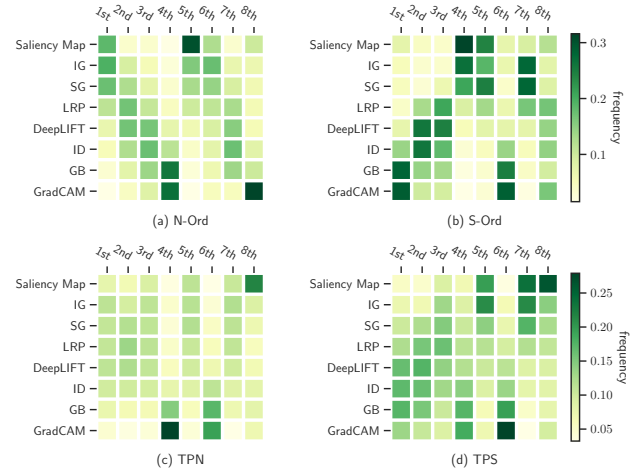 1st 2nd 3rd 4th 5th 6th 7th 8th
Saliency Map
IG
SG
LRP
DeepLIFT
ID
GB
GradCAM
(a) N-Ord
1st 2nd 3rd 4th 5th 6th 7th 8th
Saliency Map
IG
SG
LRP
DeepLIFT
ID
GB
GradCAM
(b) S-Ord
0.3
0.2
0.1
frequency
1st 2nd 3rd 4th 5th 6th 7th 8th
Saliency Map
IG
SG
LRP
DeepLIFT
ID
GB
GradCAM
(c) TPN
1st 2nd 3rd 4th 5th 6th 7th 8th
Saliency Map
IG
SG
LRP
DeepLIFT
ID
GB
GradCAM
(d) TPS
0.25
0.20
0.15
0.10
0.05
frequency